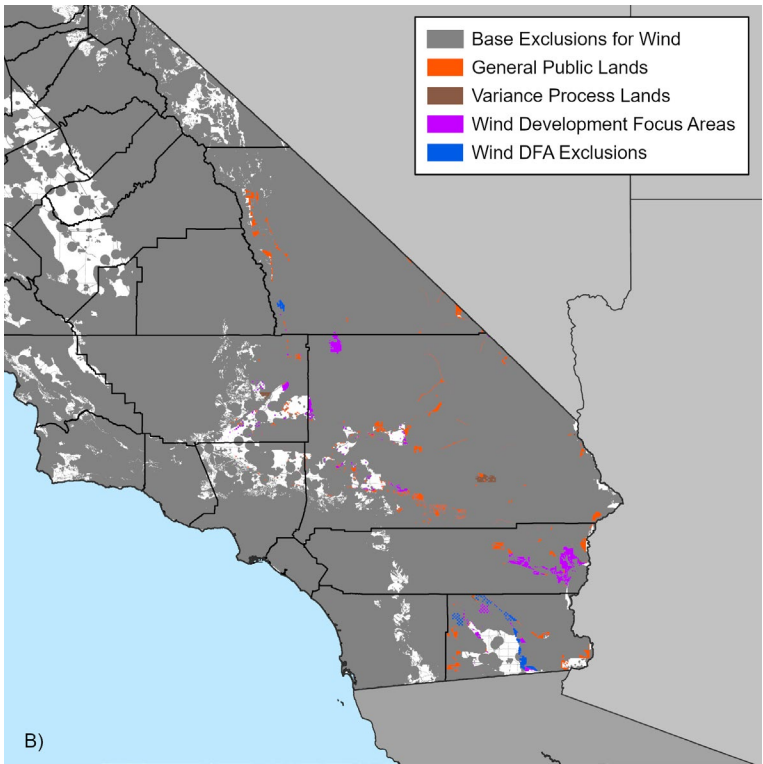 Base Exclusions for Wind
General Public Lands
Variance Process Lands
Wind Development Focus Areas
Wind DFA Exclusions
B)